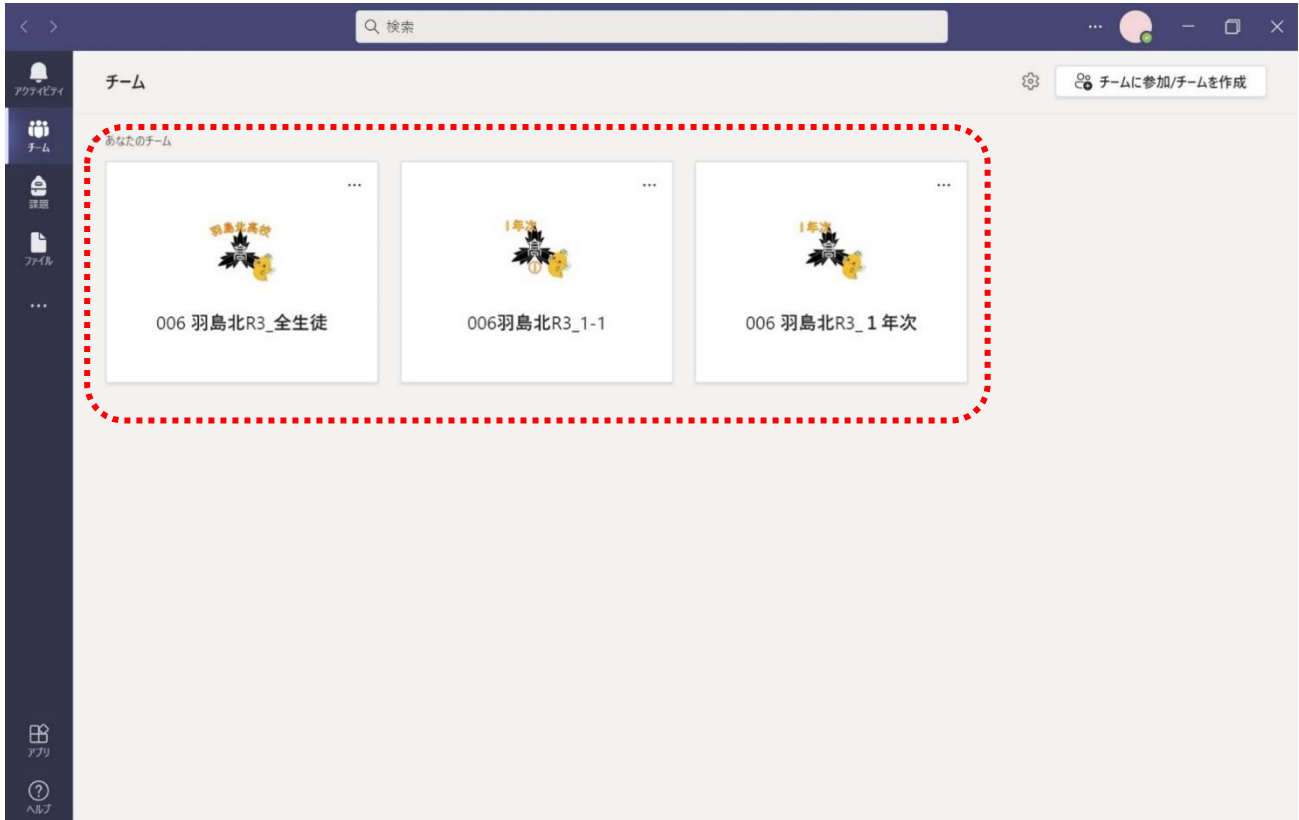 検索
アクティビティ
チーム
課題
ファイル
アプリ
ヘルプ
チーム
チームに参加/チームを作成
あなたのチーム
羽島北高校
高
006 羽島北R3_全生徒
1年次
高
①
006羽島北R3_1-1
1年次
高
006 羽島北R3_１年次